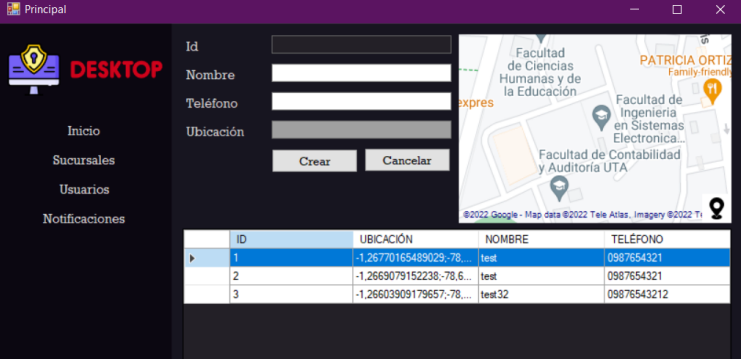 Principal
DESKTOP
Inicio
Sucursales
Usuarios
Notificaciones
Id
Nombre
Teléfono
Ubicación
Crear
Cancelar
Facultad
de Ciencias
Humanas y de
la Educación
PATRICIA ORTIZ
Family-friendly
expres
Facultad de
Ingenieria
en Sistemas
Electronica...
Facultad de Contabilidad
y Auditoría UTA
©2022 Google - Map data ©2022 Tele Atlas, Imagery ©2022 T
ID UBICACIÓN NOMBRE TELÉFONO
1 -1,26770165489029;-78,... test 0987654321
2 -1,2669079152238;-78,6... test 0987654321
3 -1,26603909179657;-78,... test32 09876543212